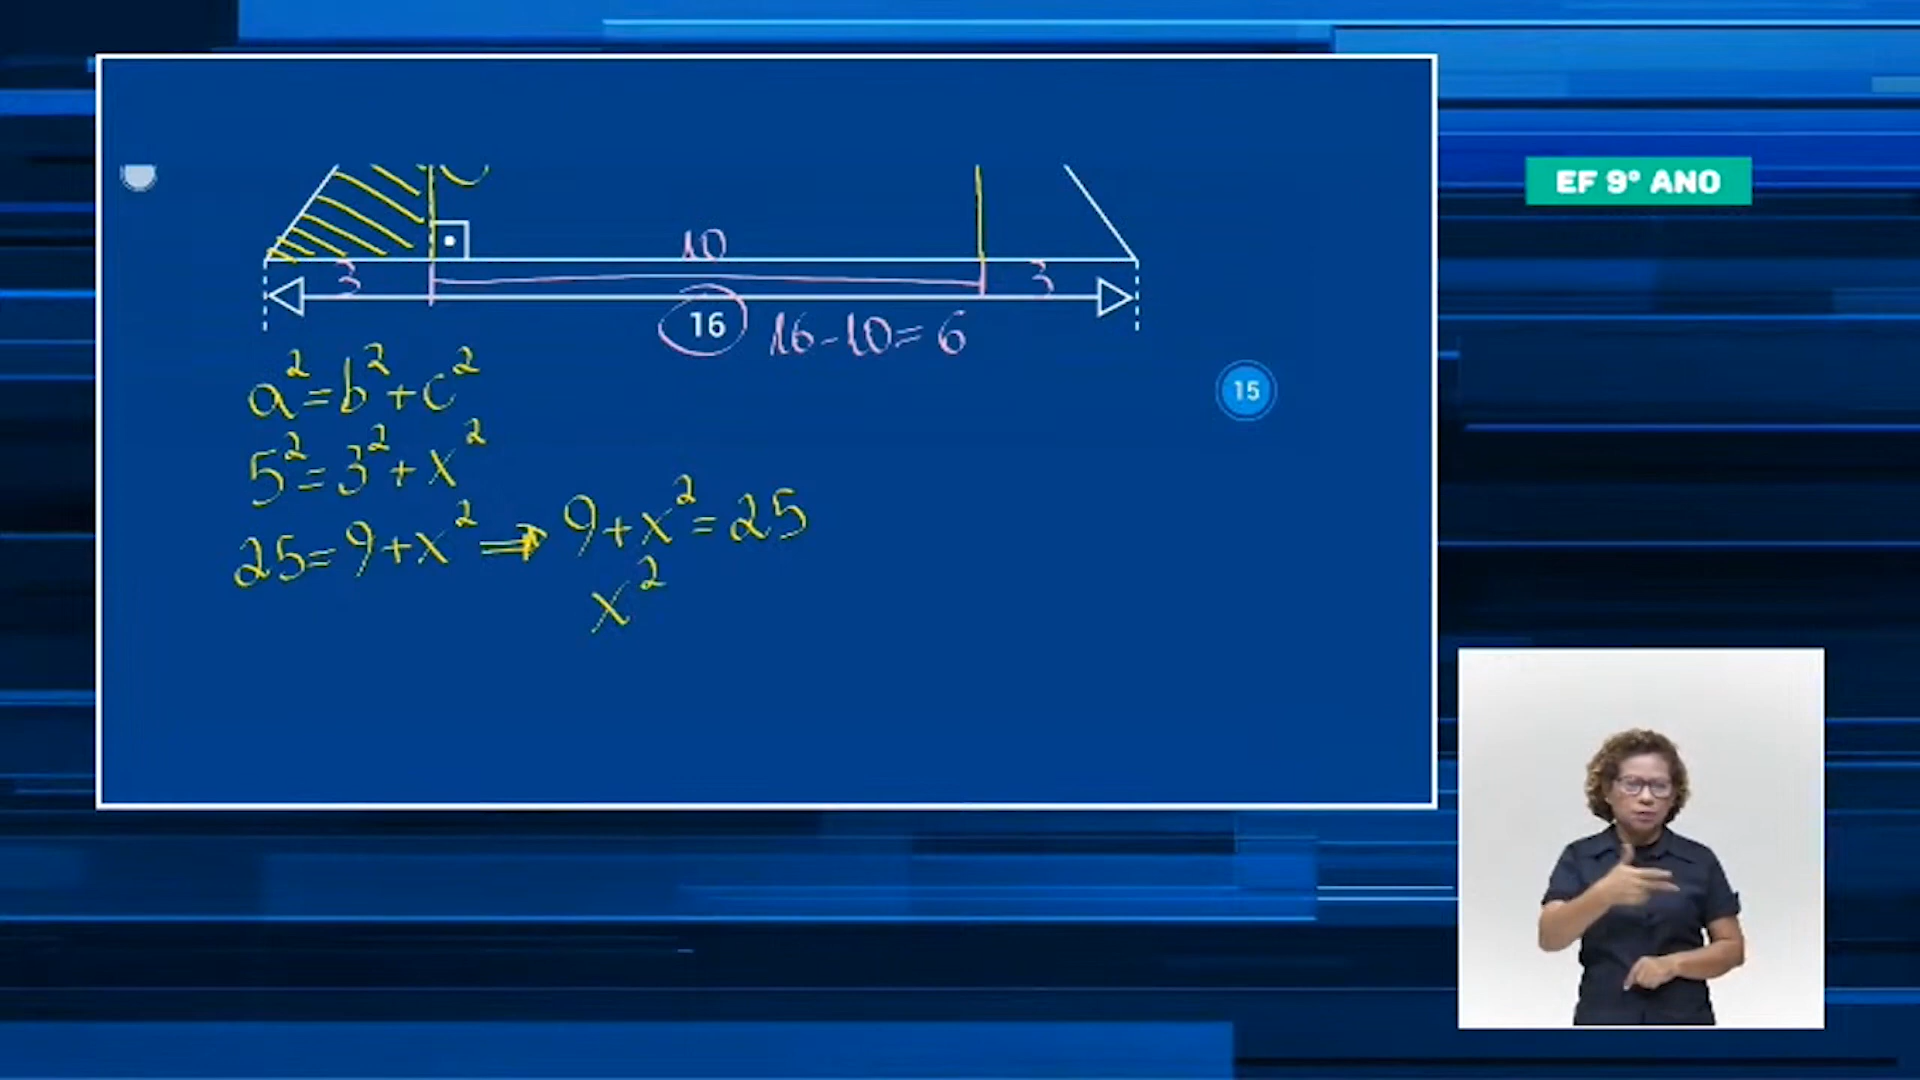 EF 9º ANO
10
3
3
16
16-10=6
a²=b²+c²
15
5²=3²+x²
25=9+x² ⇒ 9+x²=25
x²